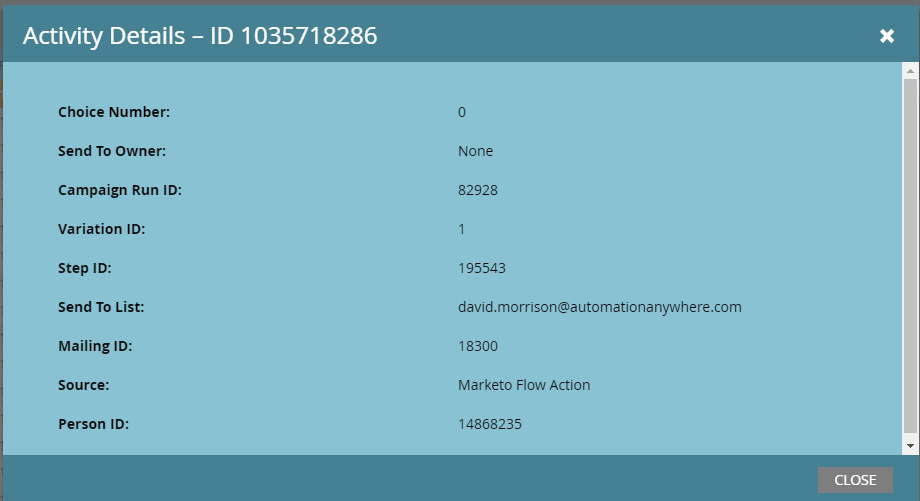 Activity Details – ID 1035718286
Choice Number: 0
Send To Owner: None
Campaign Run ID: 82928
Variation ID: 1
Step ID: 195543
Send To List: david.morrison@automationanywhere.com
Mailing ID: 18300
Source: Marketo Flow Action
Person ID: 14868235
CLOSE